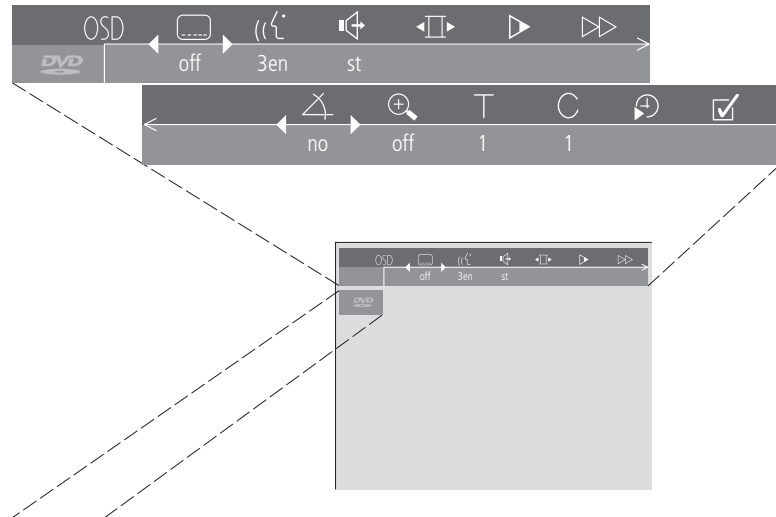 OSD
DVD off 3en st
T C
no off 1 1
OSD
off 3en st
DVD